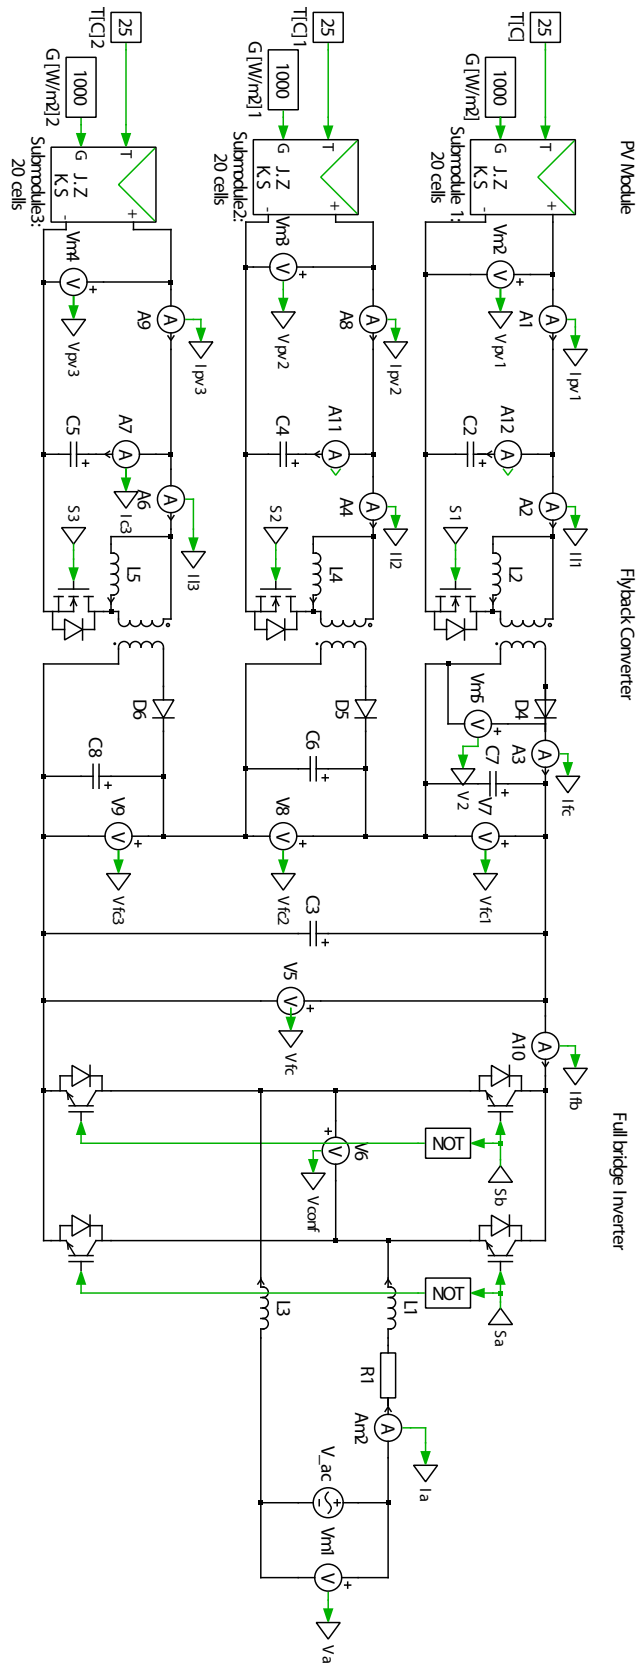 PV Module
Flyback Converter
Full bridge Inverter
25
T[C]
1000
G [W/m2]
T
G
J.Z
K.S
+
-
Submodule 1:
20 cells
Vm2
V
+
Vpv1
A1
A
Ipv1
A12
A
C2
+
A2
A
Il1
S1
L2
D4
Vm5
V
+
V2
A3
A
Ifc
C7
+
V7
V
+
Vfc1
25
T[C]1
1000
G [W/m2]1
T
G
J.Z
K.S
+
-
Submodule2:
20 cells
Vm3
V
+
Vpv2
A8
A
Ipv2
A11
A
C4
+
A4
A
Il2
S2
L4
D5
C6
+
V8
V
+
Vfc2
25
T[C]2
1000
G [W/m2]2
T
G
J.Z
K.S
+
-
Submodule3:
20 cells
Vm4
V
+
Vpv3
A9
A
Ipv3
A7
A
Ic3
C5
+
A6
A
Il3
S3
L5
D6
C8
+
V9
V
+
Vfc3
C3
+
V5
V
+
Vfc
A10
A
Ifb
NOT
Sb
V6
V
+
Vconf
NOT
Sa
L3
L1
R1
Am2
A
Ia
V_ac
+
-
Vm1
V
+
Va